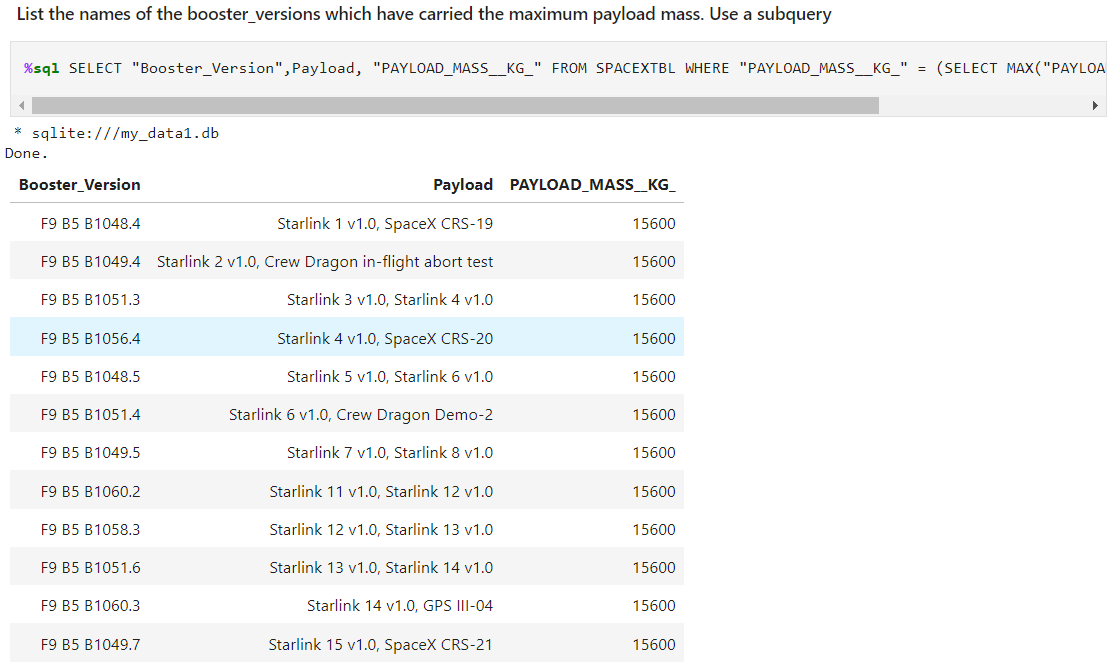 List the names of the booster_versions which have carried the maximum payload mass. Use a subquery
%sql SELECT "Booster_Version",Payload, "PAYLOAD_MASS__KG_" FROM SPACEXTBL WHERE "PAYLOAD_MASS__KG_" = (SELECT MAX("PAYLOA
* sqlite:///my_data1.db
Done.
Booster_Version Payload PAYLOAD_MASS__KG_
F9 B5 B1048.4 Starlink 1 v1.0, SpaceX CRS-19 15600
F9 B5 B1049.4 Starlink 2 v1.0, Crew Dragon in-flight abort test 15600
F9 B5 B1051.3 Starlink 3 v1.0, Starlink 4 v1.0 15600
F9 B5 B1056.4 Starlink 4 v1.0, SpaceX CRS-20 15600
F9 B5 B1048.5 Starlink 5 v1.0, Starlink 6 v1.0 15600
F9 B5 B1051.4 Starlink 6 v1.0, Crew Dragon Demo-2 15600
F9 B5 B1049.5 Starlink 7 v1.0, Starlink 8 v1.0 15600
F9 B5 B1060.2 Starlink 11 v1.0, Starlink 12 v1.0 15600
F9 B5 B1058.3 Starlink 12 v1.0, Starlink 13 v1.0 15600
F9 B5 B1051.6 Starlink 13 v1.0, Starlink 14 v1.0 15600
F9 B5 B1060.3 Starlink 14 v1.0, GPS III-04 15600
F9 B5 B1049.7 Starlink 15 v1.0, SpaceX CRS-21 15600